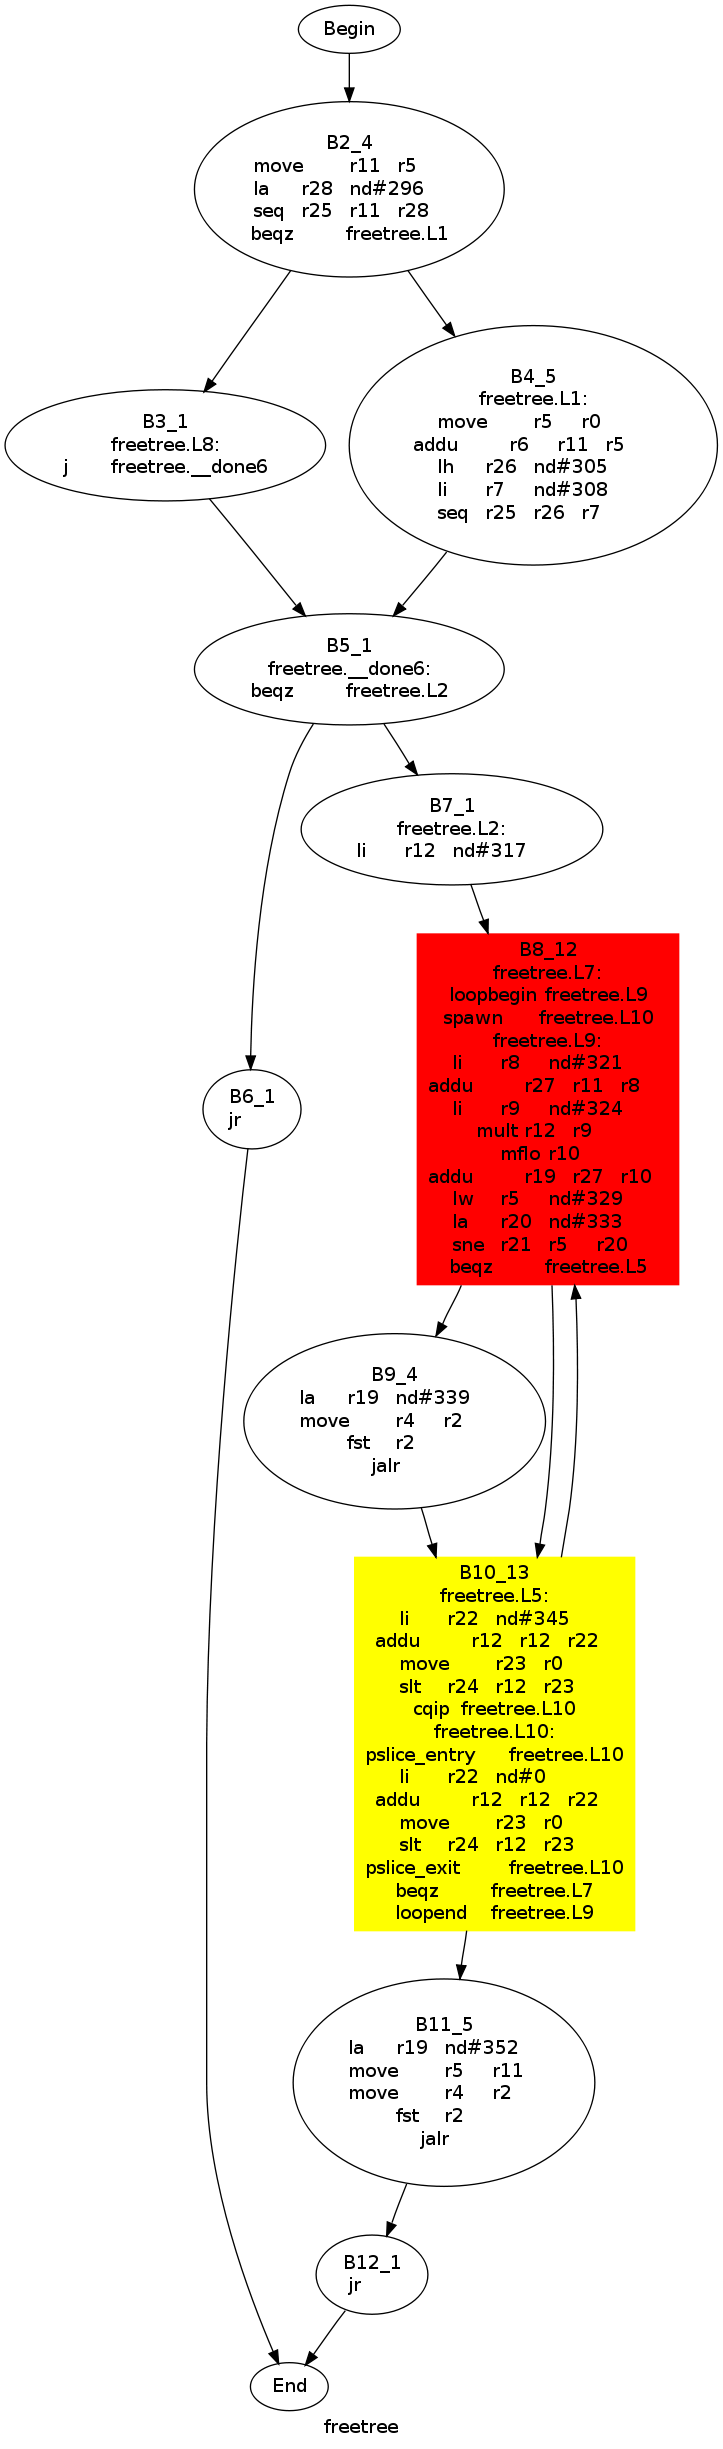 Begin
B2_4
move r11 r5
la r28 nd#296
seq r25 r11 r28
beqz freetree.L1
B3_1
freetree.L8:
j freetree.__done6
B4_5
freetree.L1:
move r5 r0
addu r6 r11 r5
lh r26 nd#305
li r7 nd#308
seq r25 r26 r7
B5_1
freetree.__done6:
beqz freetree.L2
B7_1
freetree.L2:
li r12 nd#317
B8_12
freetree.L7:
loopbegin freetree.L9
spawn freetree.L10
freetree.L9:
li r8 nd#321
addu r27 r11 r8
li r9 nd#324
mult r12 r9
mflo r10
addu r19 r27 r10
lw r5 nd#329
la r20 nd#333
sne r21 r5 r20
beqz freetree.L5
B6_1
jr
B9_4
la r19 nd#339
move r4 r2
fst r2
jalr
B10_13
freetree.L5:
li r22 nd#345
addu r12 r12 r22
move r23 r0
slt r24 r12 r23
cqip freetree.L10
freetree.L10:
pslice_entry freetree.L10
li r22 nd#0
addu r12 r12 r22
move r23 r0
slt r24 r12 r23
pslice_exit freetree.L10
beqz freetree.L7
loopend freetree.L9
B11_5
la r19 nd#352
move r5 r11
move r4 r2
fst r2
jalr
B12_1
jr
End
freetree